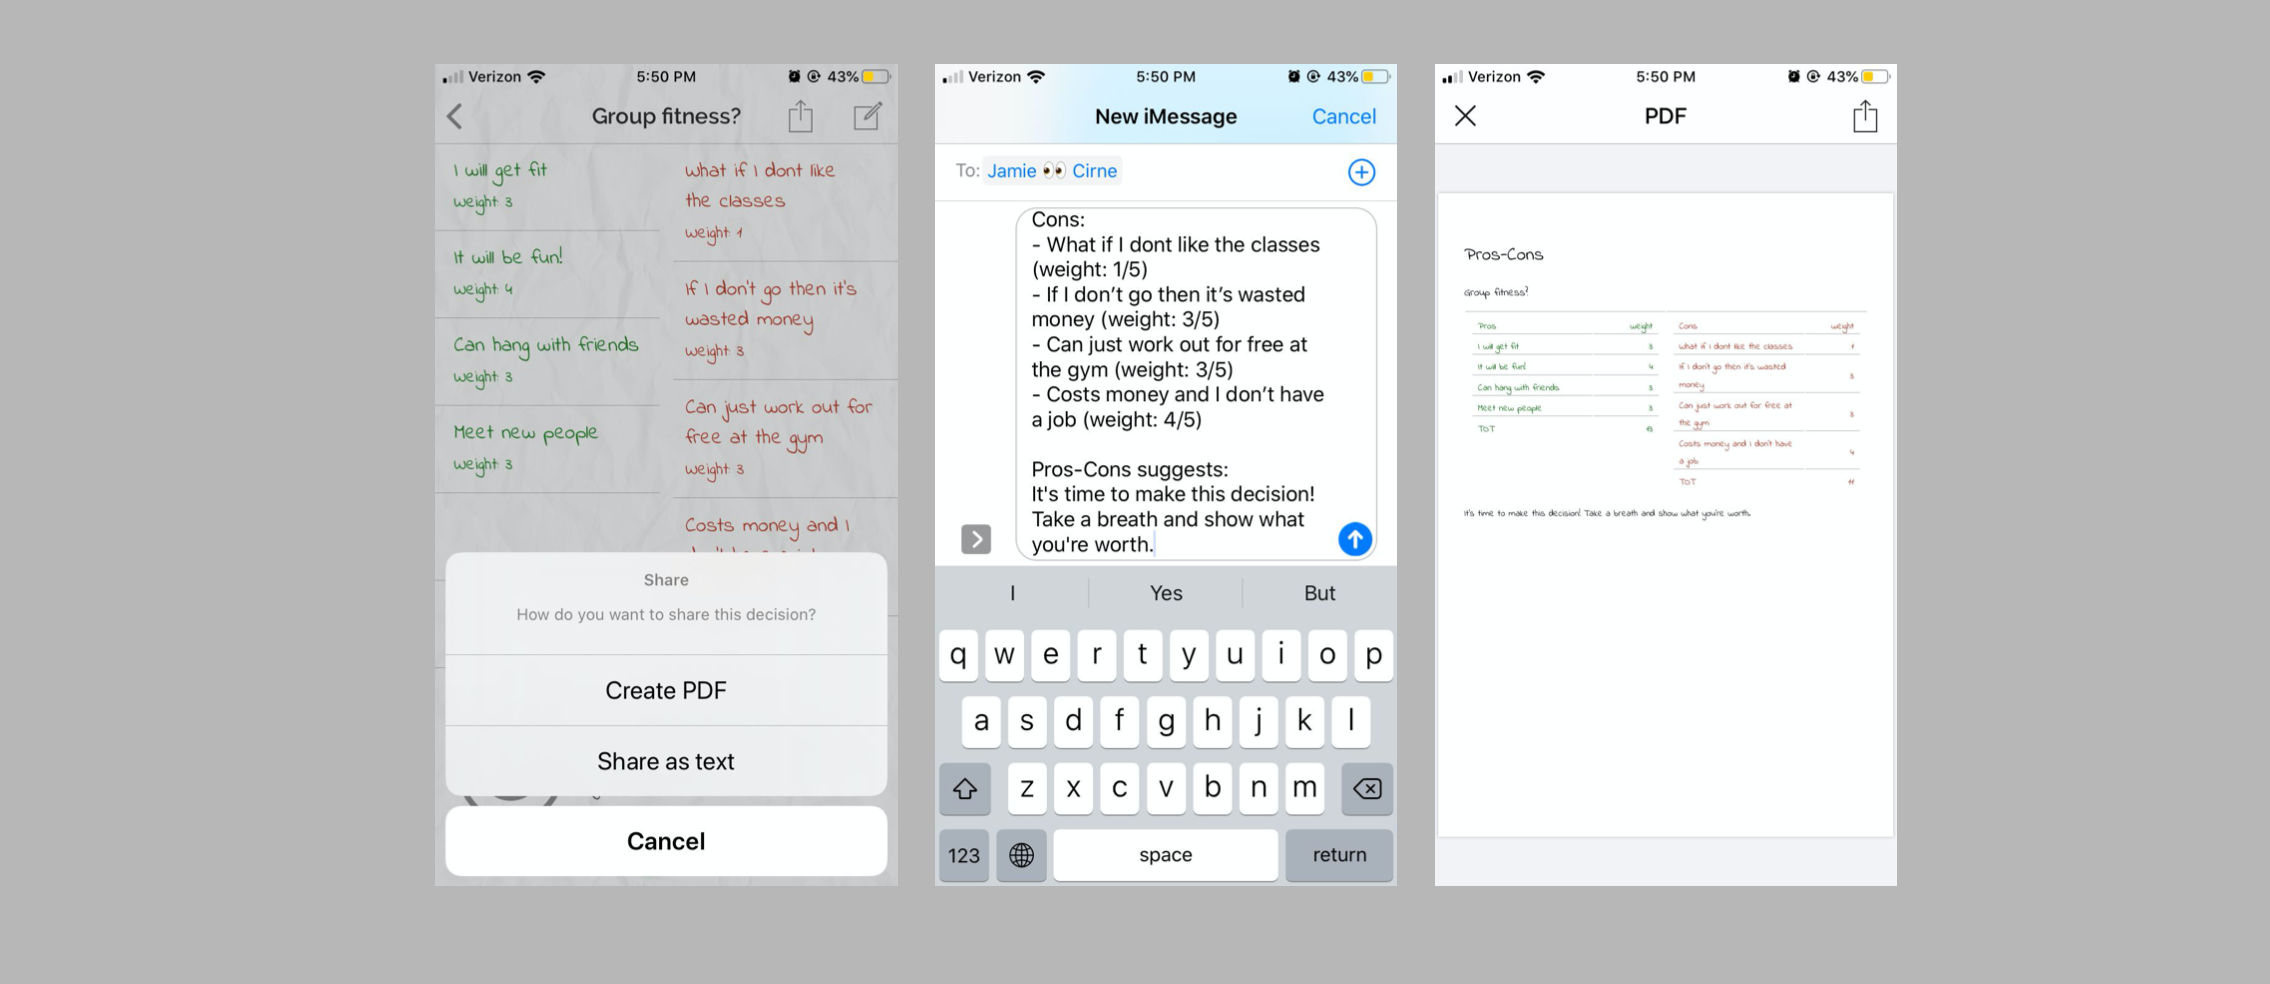 Verizon 5:50 PM 43%
Group fitness?
I will get fit
weight: 3
It will be fun!
weight: 4
Can hang with friends
weight: 3
Meet new people
weight: 3
What if I dont like
the classes
weight: 1
If I don't go then it's
wasted money
weight: 3
Can just work out for
free at the gym
weight: 3
Costs money and I
Share
How do you want to share this decision?
Create PDF
Share as text
Cancel
Verizon 5:50 PM 43%
New iMessage Cancel
To: Jamie 👀 Cirne
Cons:
- What if I dont like the classes
(weight: 1/5)
- If I don’t go then it’s wasted
money (weight: 3/5)
- Can just work out for free at
the gym (weight: 3/5)
- Costs money and I don’t have
a job (weight: 4/5)
Pros-Cons suggests:
It's time to make this decision!
Take a breath and show what
you're worth.
I Yes But
q w e r t y u i o p
a s d f g h j k l
z x c v b n m
123 space return
Verizon 5:50 PM 43%
PDF
Pros-Cons
Group fitness?
Pros weight
I will get fit 3
It will be fun! 4
Can hang with friends 3
Meet new people 3
TOT 13
Cons weight
What if I dont like the classes 1
If I don't go then it's wasted
money 3
Can just work out for free at
the gym 3
Costs money and I don't have
a job 4
TOT 11
It's time to make this decision! Take a breath and show what you're worth.